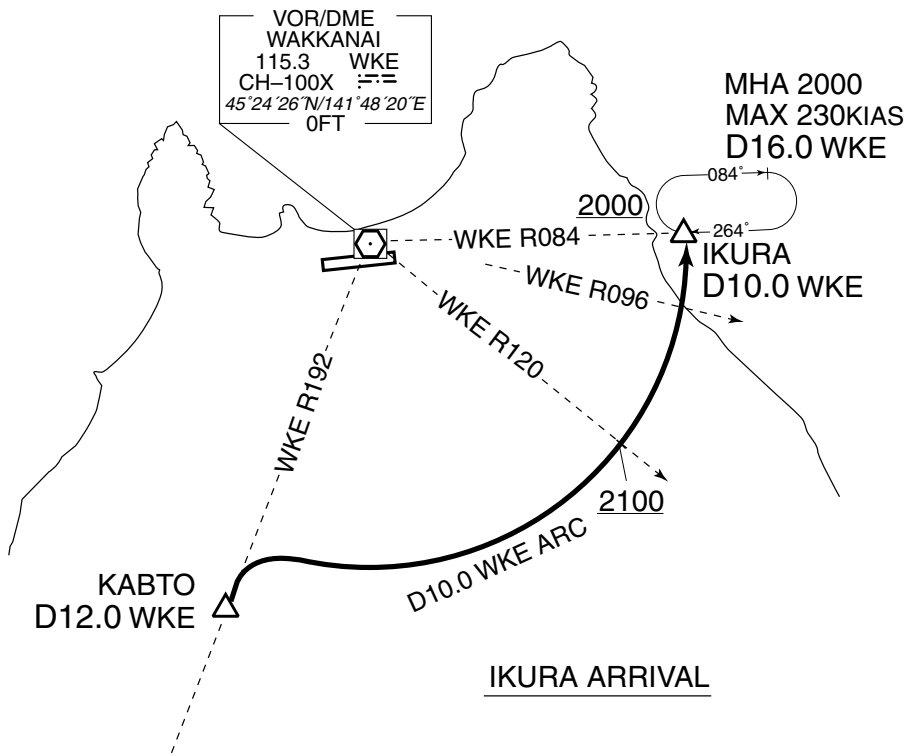 VOR/DME
WAKKANAI
115.3 WKE
CH–100X
45°24´26˝N/141°48´20˝E
0FT
MHA 2000
MAX 230KIAS
D16.0 WKE
084°
264°
2000
WKE R084
IKURA
D10.0 WKE
WKE R096
WKE R120
WKE R192
2100
D10.0 WKE ARC
KABTO
D12.0 WKE
IKURA ARRIVAL